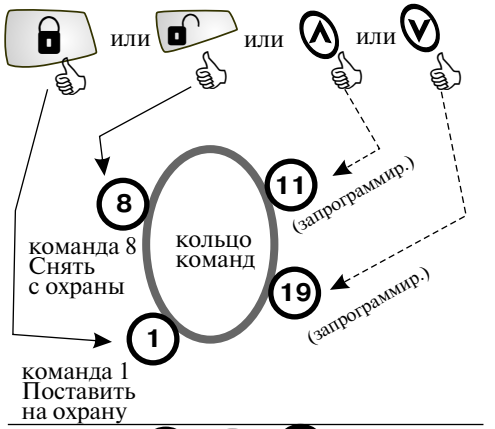 или или или
8
11
(запрограммир.)
команда 8
Снять
с охраны
кольцо
команд
19
(запрограммир.)
1
команда 1
Поставить
на охрану